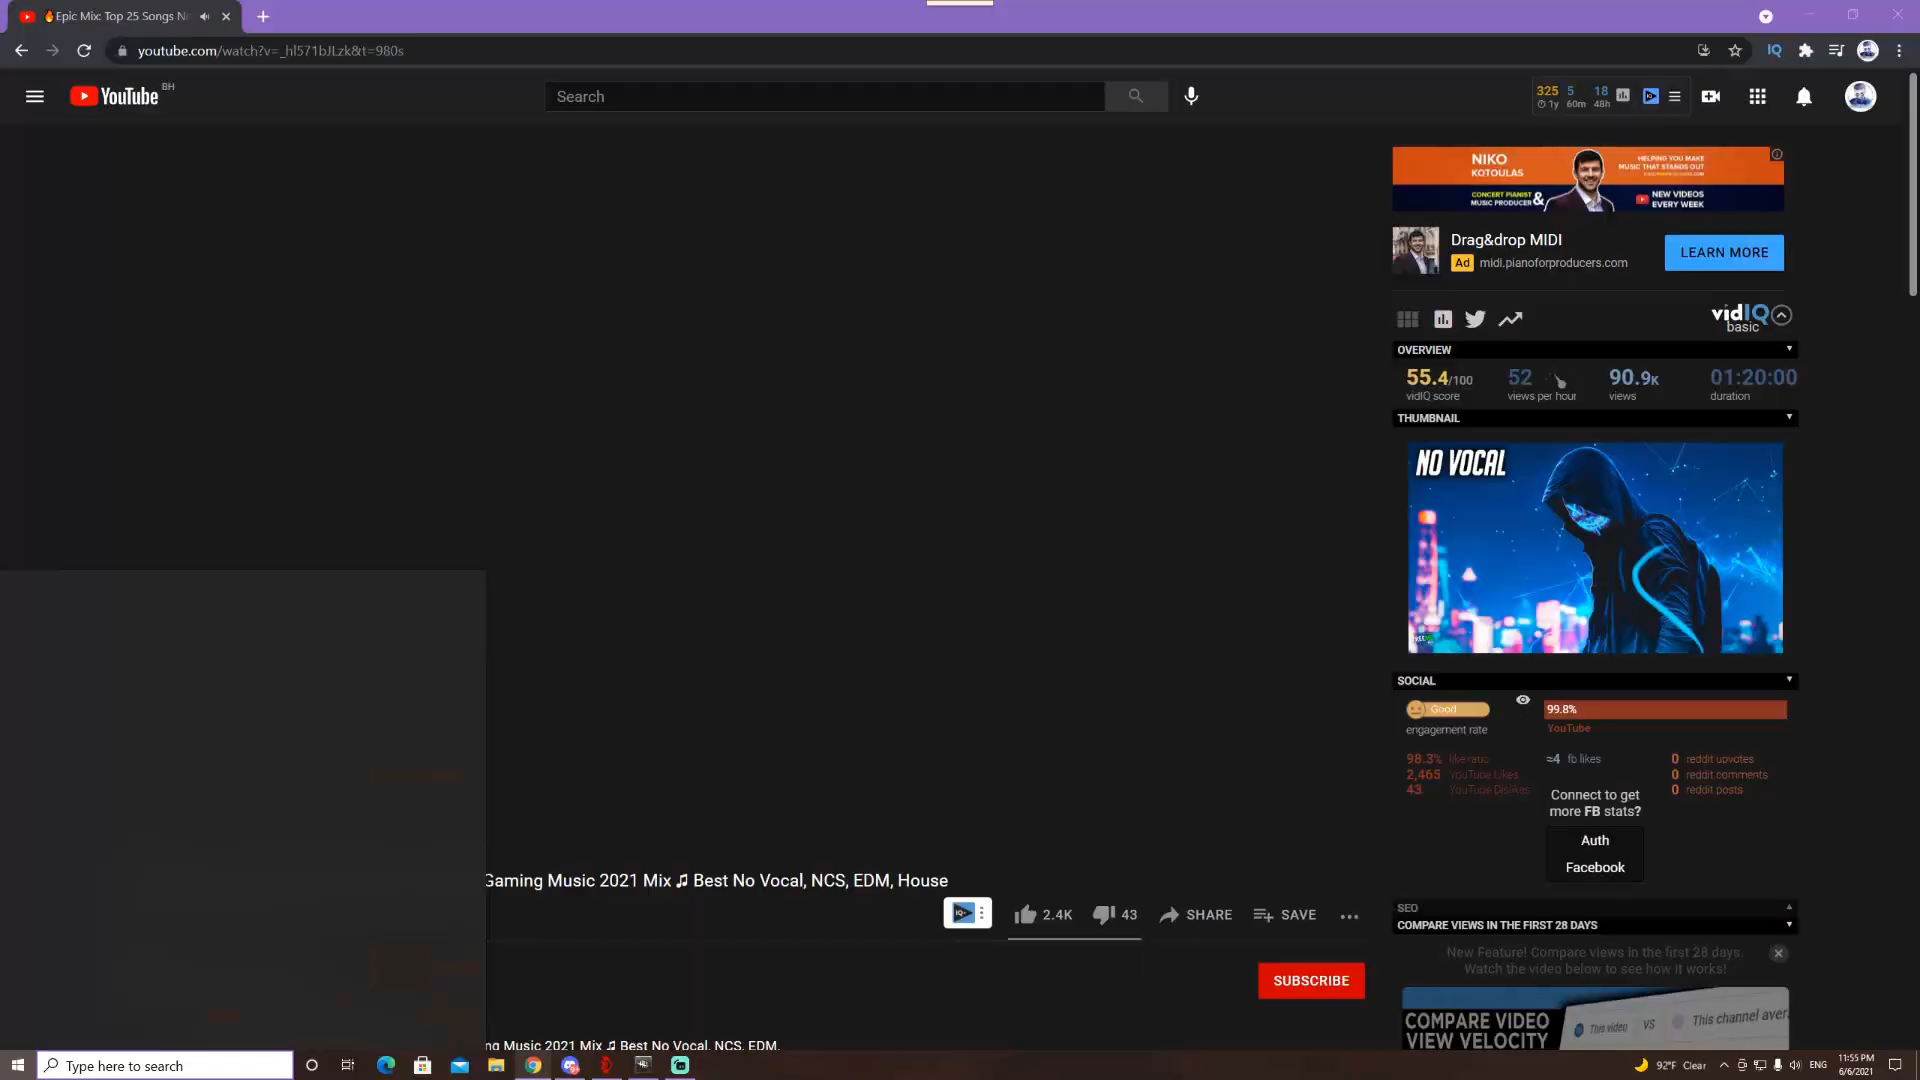 🔥Epic Mix: Top 25 Songs N
youtube.com/watch?v=_hl571bJLzk&t=980s
IQ
YouTube BH
Search
325 5 18
1y 60m 48h
NIKO
KOTOULAS
CONCERT PIANIST
MUSIC PRODUCER &
HELPING YOU MAKE
MUSIC THAT STANDS OUT
NEW VIDEOS
EVERY WEEK
Drag&drop MIDI
Ad midi.pianoforproducers.com
LEARN MORE
vidIQ
basic
OVERVIEW
55.4/100 52 90.9K 01:20:00
vidIQ score views per hour views duration
THUMBNAIL
NO VOCAL
SOCIAL
Good
engagement rate
99.8%
YouTube
98.3% like ratio
2,465 YouTube Likes
43 YouTube Dislikes
≈4 fb likes
0 reddit upvotes
0 reddit comments
0 reddit posts
Connect to get
more FB stats?
Auth
Facebook
Gaming Music 2021 Mix ♫ Best No Vocal, NCS, EDM, House
2.4K 43 SHARE SAVE
SUBSCRIBE
SEO
COMPARE VIEWS IN THE FIRST 28 DAYS
New Feature! Compare views in the first 28 days.
Watch the video below to see how it works!
COMPARE VIDEO
VIEW VELOCITY
This video VS This channel aver
ng Music 2021 Mix ♫ Best No Vocal, NCS, EDM,
Type here to search
92°F Clear
ENG
11:55 PM
6/6/2021